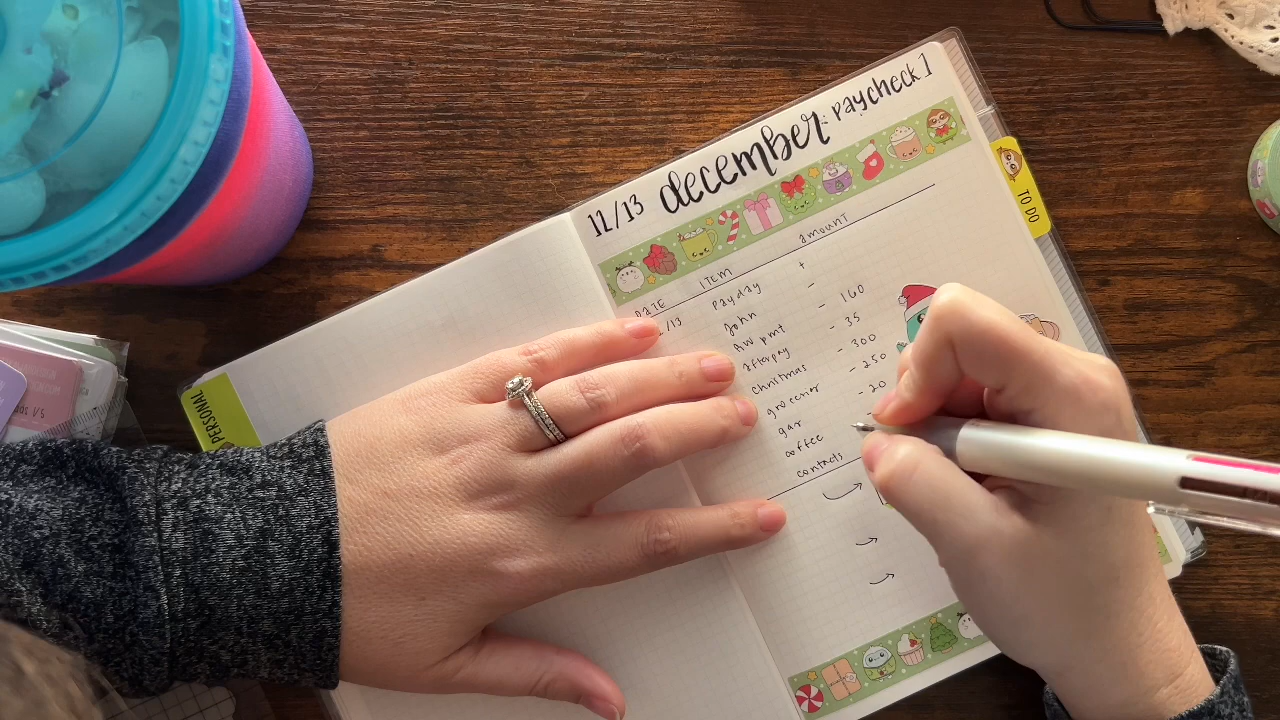 12/13 december: paycheck 1
DATE ITEM amount
12/13 Payday +
John -
AW pmt - 160
afterpay - 35
christmas - 300
groceries - 250
gas - 20
coffee
contacts
TO DO
PERSONAL